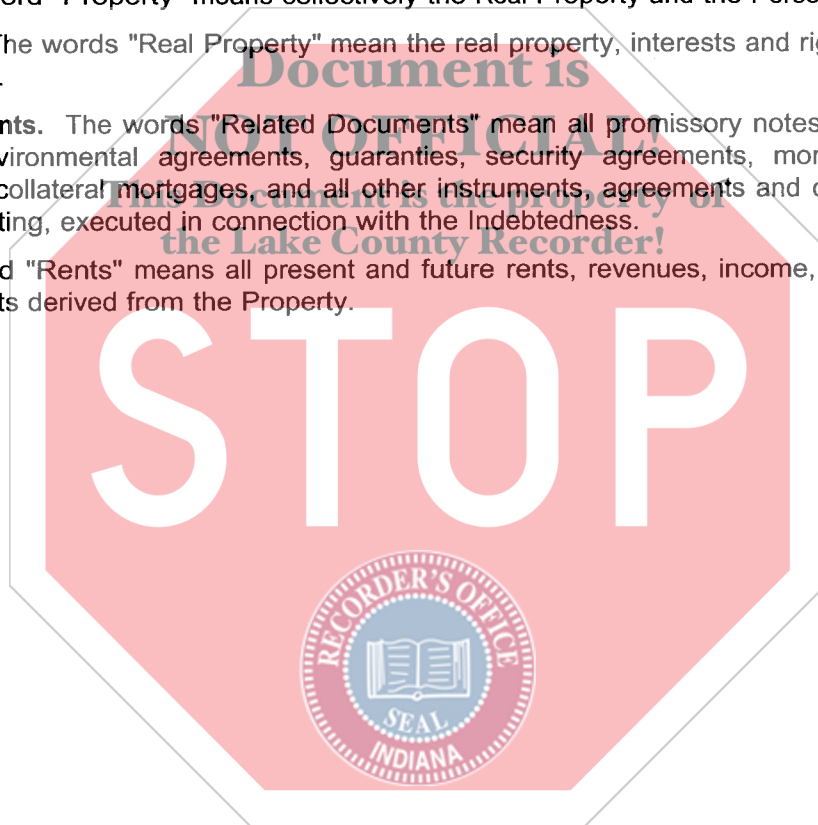 ord "Property" means collectively the Real Property and the Perso
The words "Real Property" mean the real property, interests and rig
.
nts. The words "Related Documents" mean all promissory notes
vironmental agreements, guaranties, security agreements, mor
collateral mortgages, and all other instruments, agreements and d
ting, executed in connection with the Indebtedness.
d "Rents" means all present and future rents, revenues, income,
ts derived from the Property.
Document is
NOT OFFICIAL!
This Document is the property of
the Lake County Recorder!
STOP
RECORDER'S OFFICE
SEAL
INDIANA